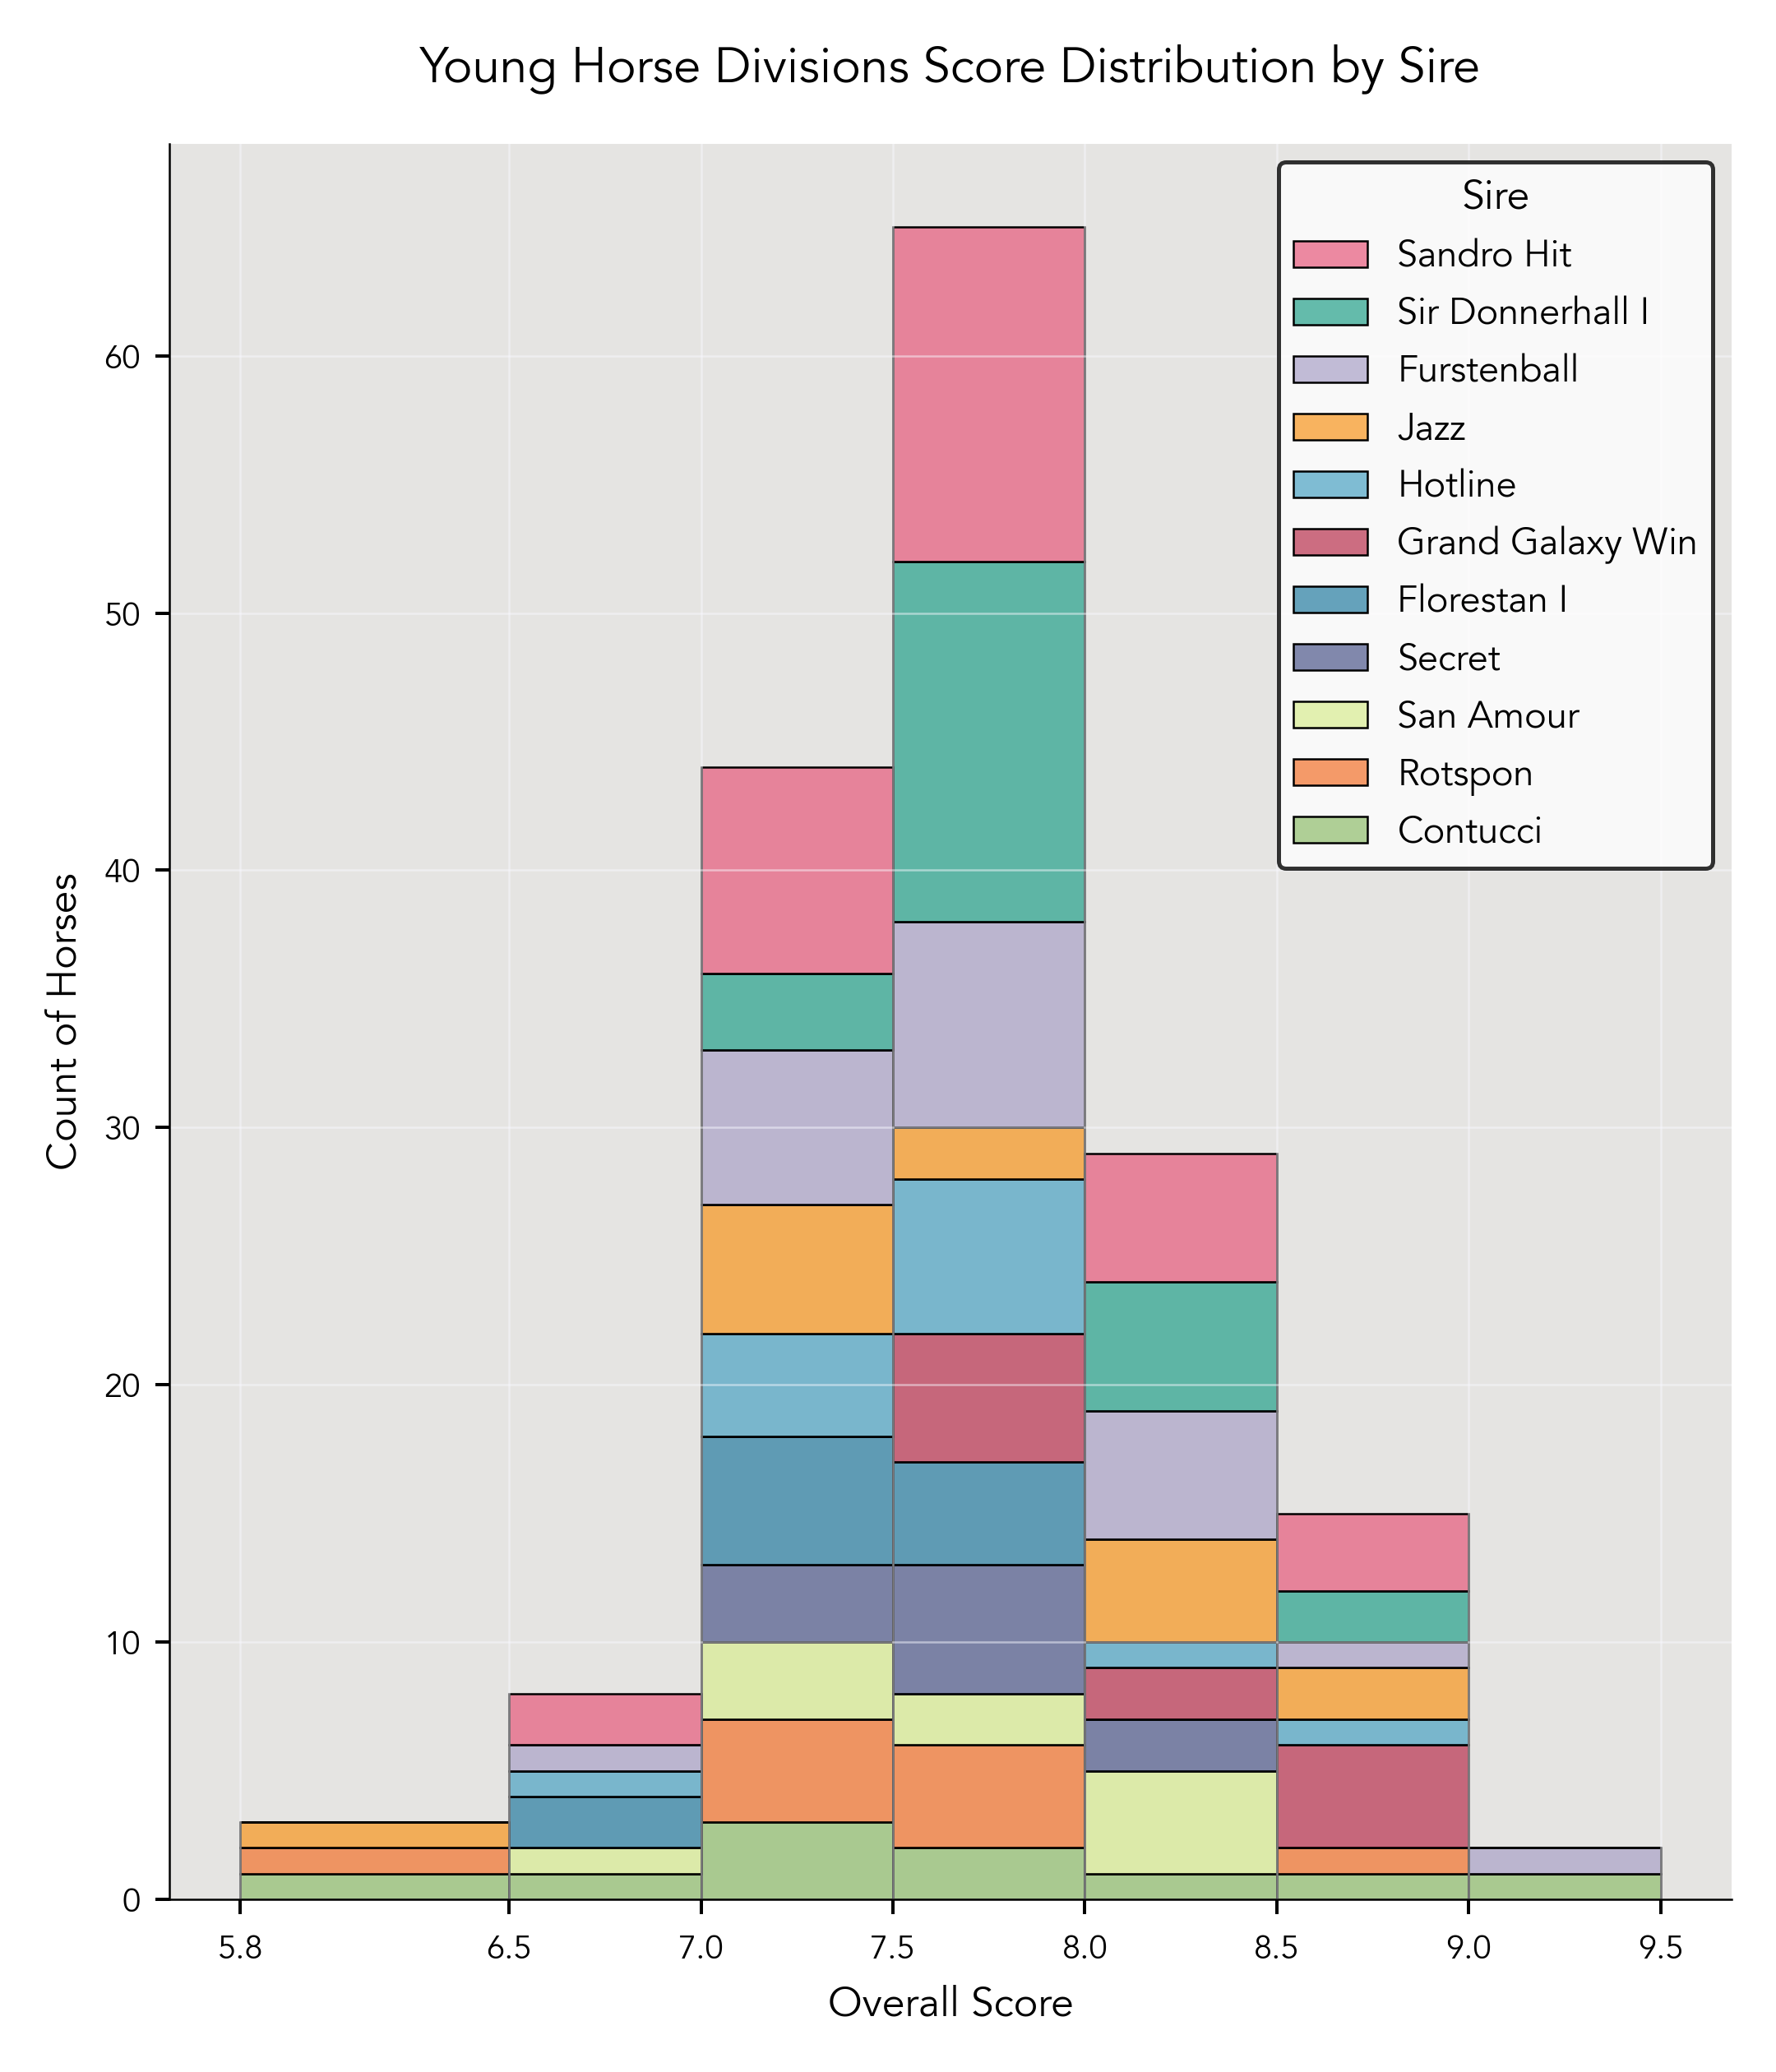 Young Horse Divisions Score Distribution by Sire
Sire
Sandro Hit
Sir Donnerhall I
Furstenball
Jazz
Hotline
Grand Galaxy Win
Florestan I
Secret
San Amour
Rotspon
Contucci
Count of Horses
60
50
40
30
20
10
0
5.8 6.5 7.0 7.5 8.0 8.5 9.0 9.5
Overall Score